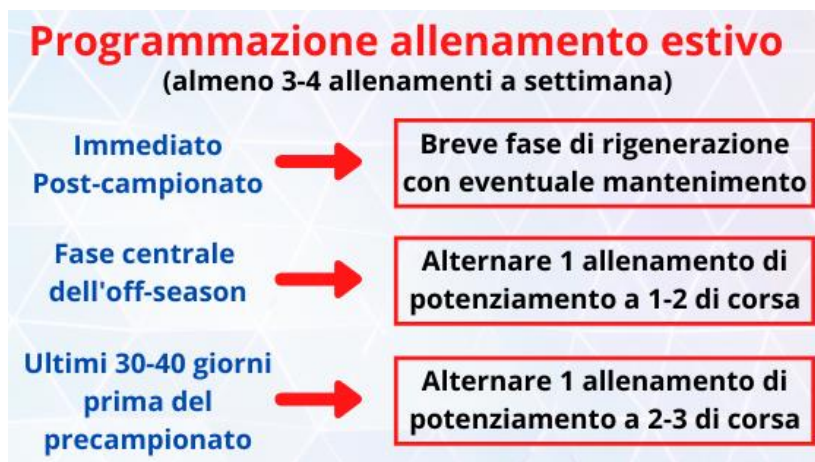 Programmazione allenamento estivo
(almeno 3-4 allenamenti a settimana)
Immediato
Post-campionato
Breve fase di rigenerazione
con eventuale mantenimento
Fase centrale
dell'off-season
Alternare 1 allenamento di
potenziamento a 1-2 di corsa
Ultimi 30-40 giorni
prima del
precampionato
Alternare 1 allenamento di
potenziamento a 2-3 di corsa